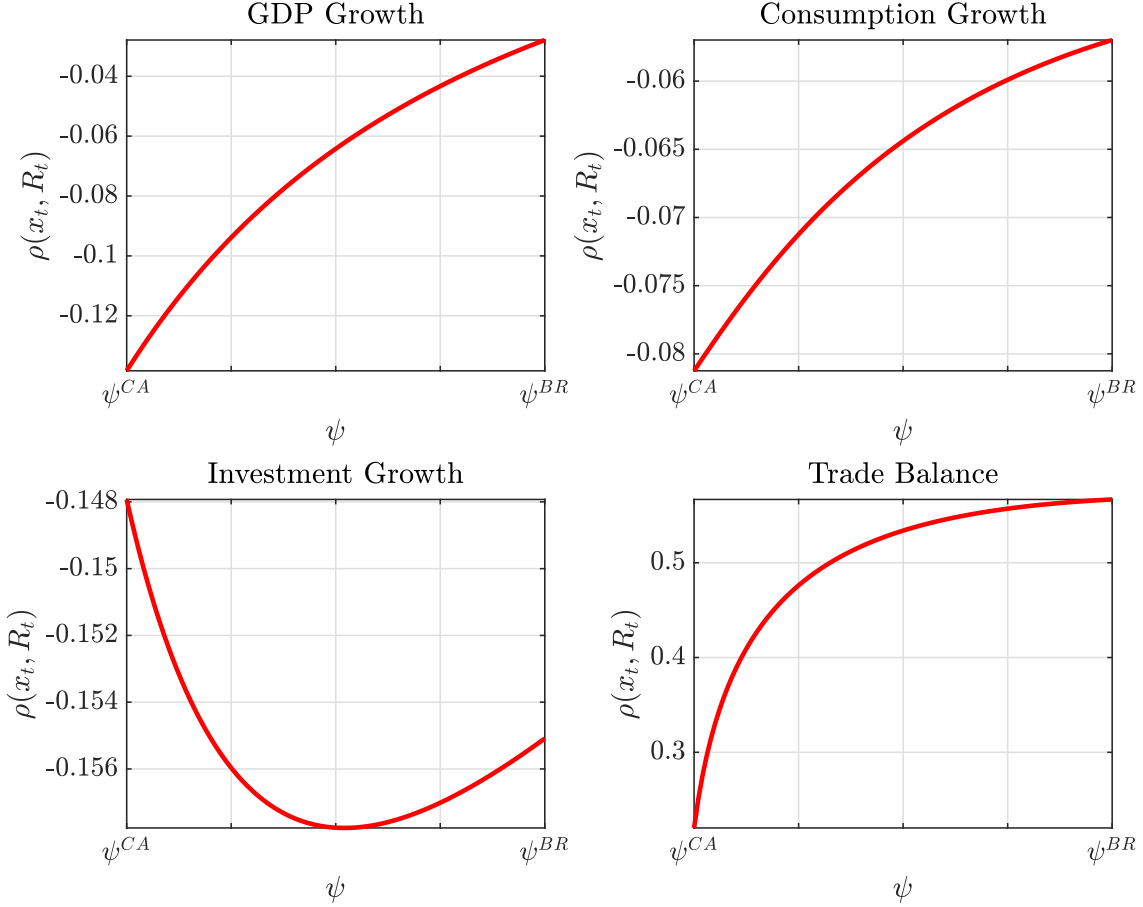 GDP Growth
ρ(x_t, R_t)
-0.04
-0.06
-0.08
-0.1
-0.12
ψ^{CA}
ψ^{BR}
ψ
Consumption Growth
ρ(x_t, R_t)
-0.06
-0.065
-0.07
-0.075
-0.08
ψ^{CA}
ψ^{BR}
ψ
Investment Growth
ρ(x_t, R_t)
-0.148
-0.15
-0.152
-0.154
-0.156
ψ^{CA}
ψ^{BR}
ψ
Trade Balance
ρ(x_t, R_t)
0.5
0.4
0.3
ψ^{CA}
ψ^{BR}
ψ